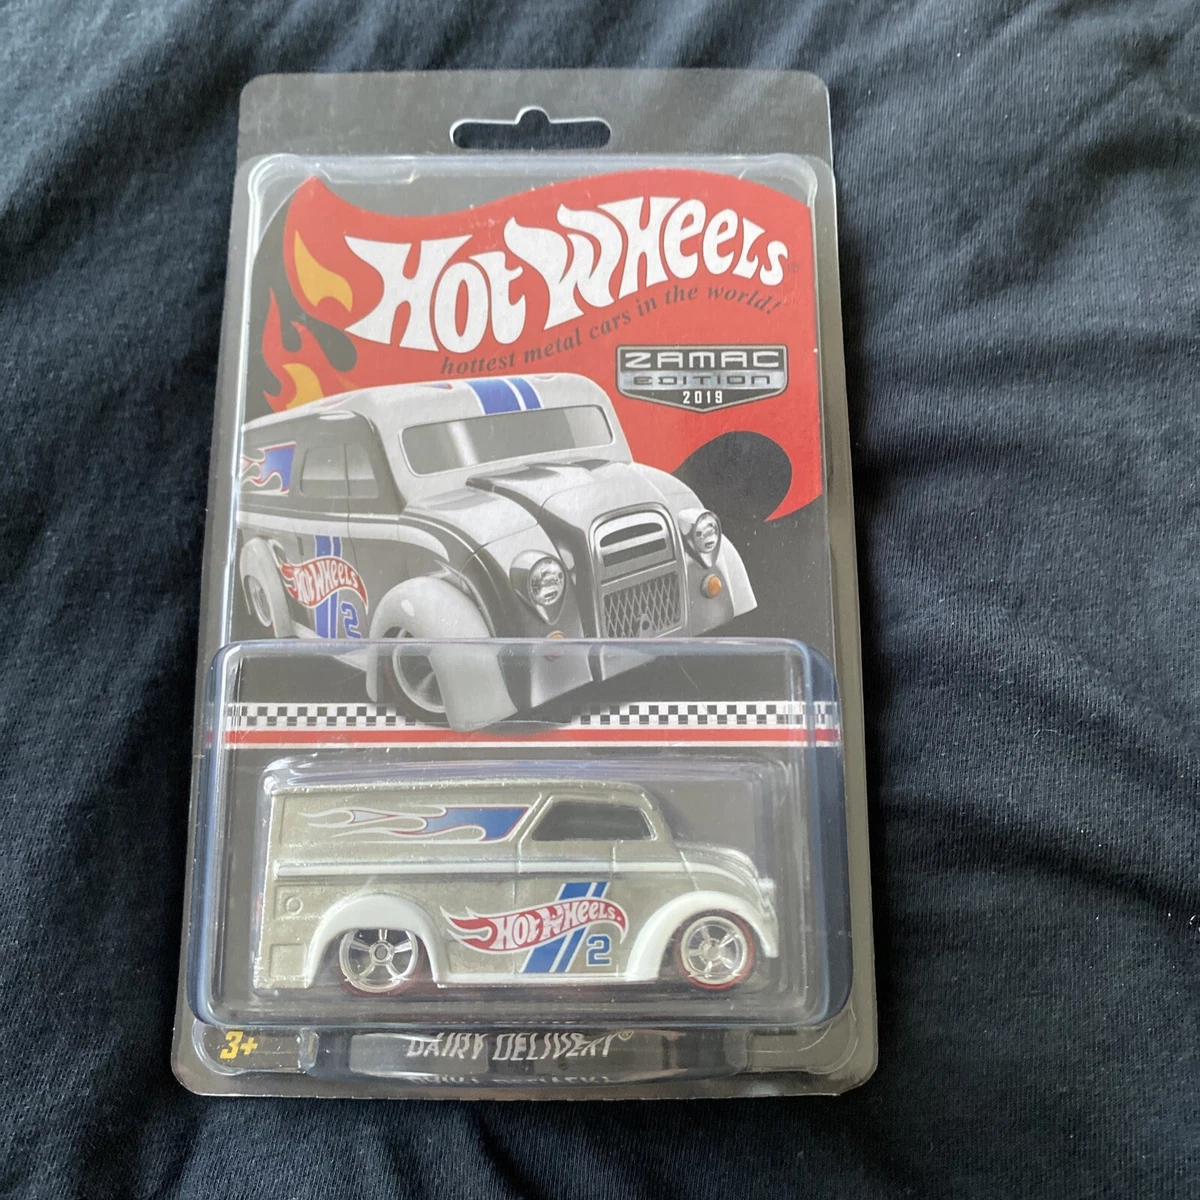 Hot Wheels®
hottest metal cars in the world!
ZAMAC
EDITION
2019
Hot Wheels
2
Hot Wheels
2
3+
DAIRY DELIVERY®